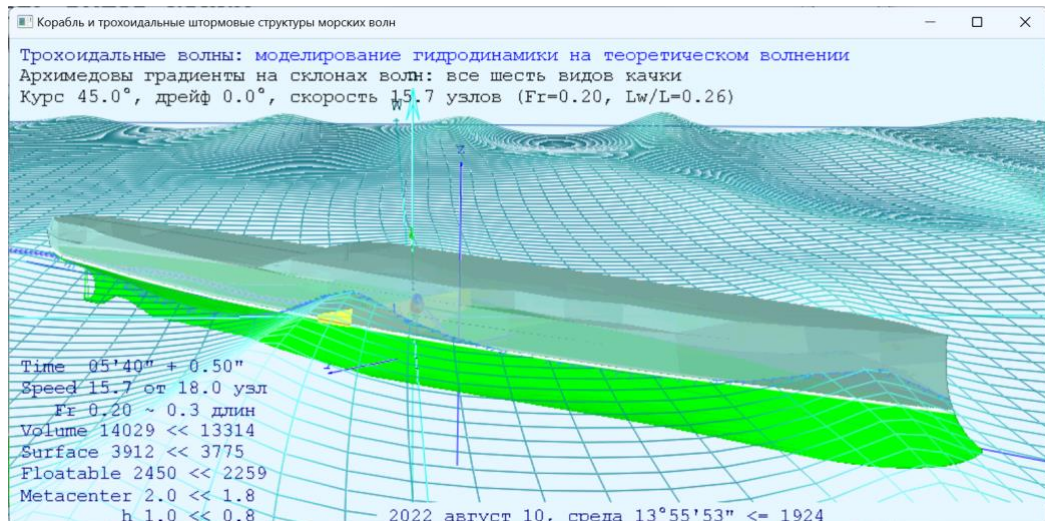 Корабль и трохоидальные штормовые структуры морских волн
Трохоидальные волны: моделирование гидродинамики на теоретическом волнении
Архимедовы градиенты на склонах волн: все шесть видов качки
Курс 45.0°, дрейф 0.0°, скорость 15.7 узлов (Fr=0.20, Lw/L=0.26)
W
Z
Time 05'40" + 0.50"
Speed 15.7 от 18.0 узл
Fr 0.20 ~ 0.3 длин
Volume 14029 << 13314
Surface 3912 << 3775
Floatable 2450 << 2259
Metacenter 2.0 << 1.8
h 1.0 << 0.8
2022 август 10, среда 13°55'53" <= 1924